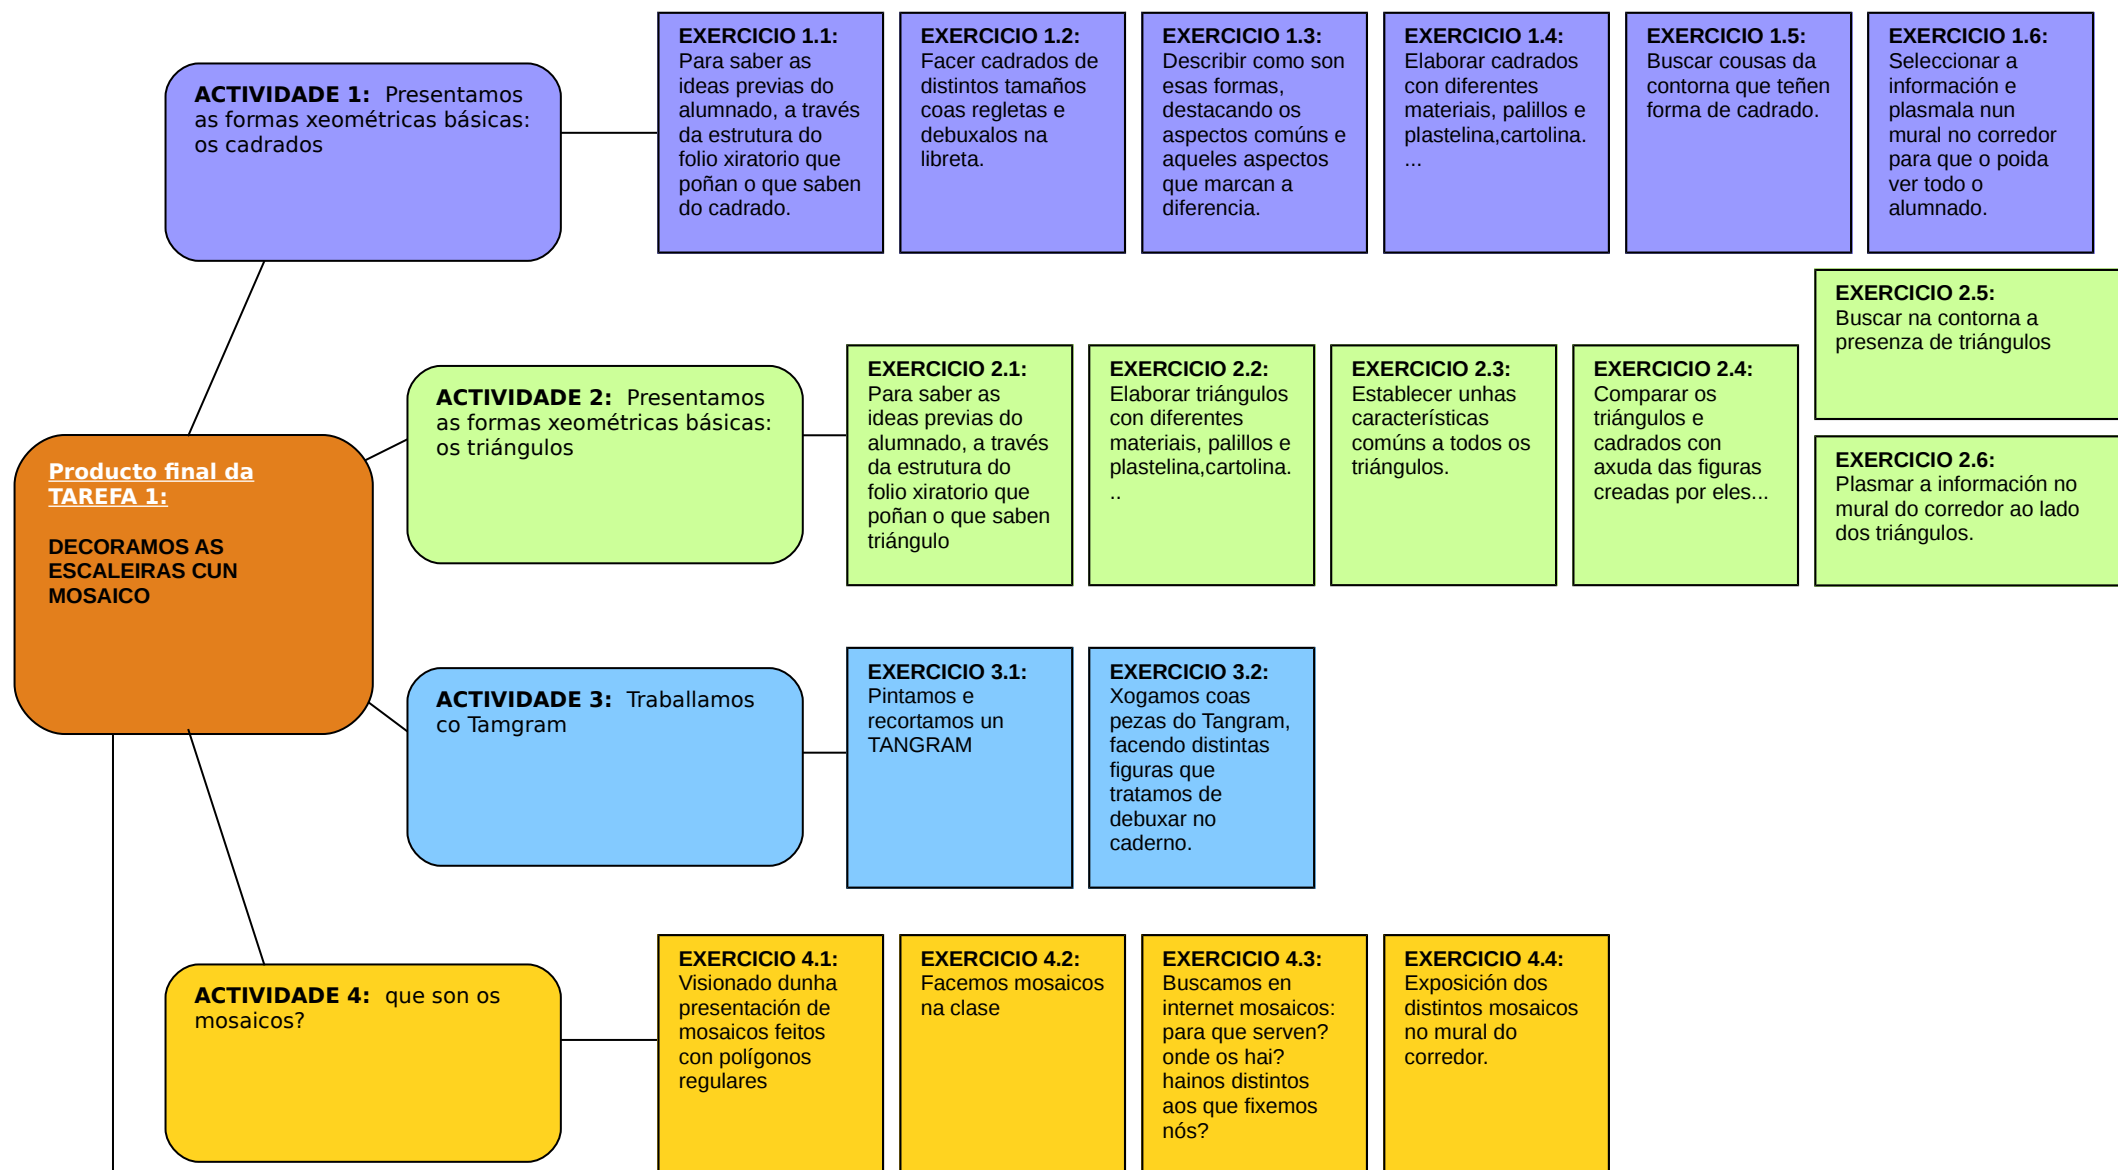 ACTIVIDADE 1: Presentamos
as formas xeométricas básicas:
os cadrados
EXERCICIO 1.1:
Para saber as
ideas previas do
alumnado, a través
da estrutura do
folio xiratorio que
poñan o que saben
do cadrado.
EXERCICIO 1.2:
Facer cadrados de
distintos tamaños
coas regletas e
debuxalos na
libreta.
EXERCICIO 1.3:
Describir como son
esas formas,
destacando os
aspectos comúns e
aqueles aspectos
que marcan a
diferencia.
EXERCICIO 1.4:
Elaborar cadrados
con diferentes
materiais, palillos e
plastelina,cartolina.
...
EXERCICIO 1.5:
Buscar cousas da
contorna que teñen
forma de cadrado.
EXERCICIO 1.6:
Seleccionar a
información e
plasmala nun
mural no corredor
para que o poida
ver todo o
alumnado.
Producto final da
TAREFA 1:
DECORAMOS AS
ESCALEIRAS CUN
MOSAICO
ACTIVIDADE 2: Presentamos
as formas xeométricas básicas:
os triángulos
EXERCICIO 2.1:
Para saber as
ideas previas do
alumnado, a través
da estrutura do
folio xiratorio que
poñan o que saben
triángulo
EXERCICIO 2.2:
Elaborar triángulos
con diferentes
materiais, palillos e
plastelina,cartolina.
..
EXERCICIO 2.3:
Establecer unhas
características
comúns a todos os
triángulos.
EXERCICIO 2.4:
Comparar os
triángulos e
cadrados con
axuda das figuras
creadas por eles...
EXERCICIO 2.5:
Buscar na contorna a
presenza de triángulos
EXERCICIO 2.6:
Plasmar a información no
mural do corredor ao lado
dos triángulos.
ACTIVIDADE 3: Traballamos
co Tamgram
EXERCICIO 3.1:
Pintamos e
recortamos un
TANGRAM
EXERCICIO 3.2:
Xogamos coas
pezas do Tangram,
facendo distintas
figuras que
tratamos de
debuxar no
caderno.
ACTIVIDADE 4: que son os
mosaicos?
EXERCICIO 4.1:
Visionado dunha
presentación de
mosaicos feitos
con polígonos
regulares
EXERCICIO 4.2:
Facemos mosaicos
na clase
EXERCICIO 4.3:
Buscamos en
internet mosaicos:
para que serven?
onde os hai?
hainos distintos
aos que fixemos
nós?
EXERCICIO 4.4:
Exposición dos
distintos mosaicos
no mural do
corredor.